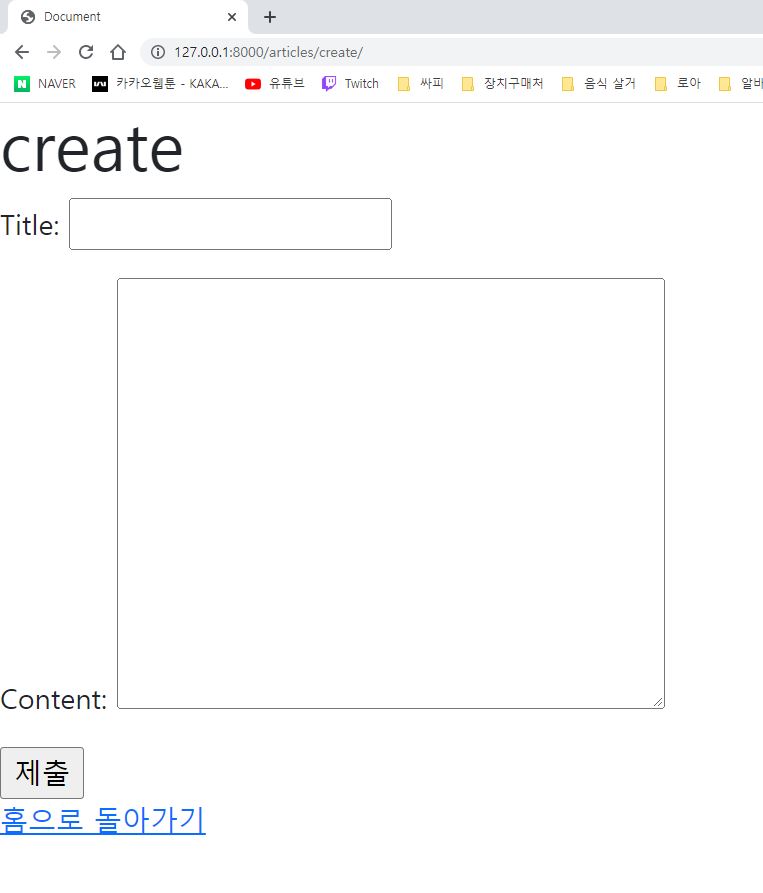 Document
127.0.0.1:8000/articles/create/
NAVER 카카오웹툰 - KAKA... 유튜브 Twitch 싸피 장치구매처 음식 살거 로아 알바
create
Title:
Content:
제출
홈으로 돌아가기